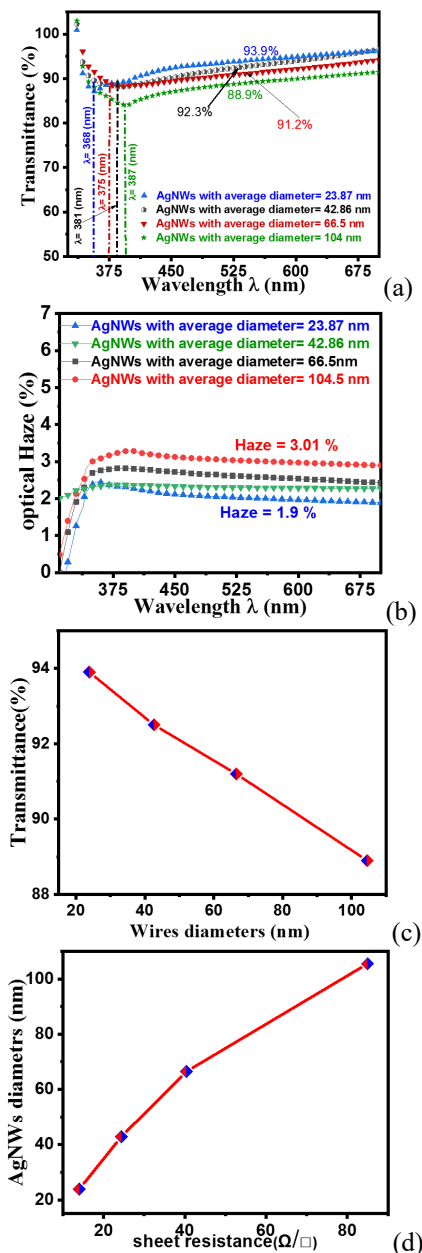 Transmittance (%)
105
100
90
80
70
60
50
93.9%
92.3%
88.9%
91.2%
λ= 381 (nm)
λ= 368 (nm)
λ= 375 (nm)
λ= 387 (nm)
AgNWs with average diameter= 23.87 nm
AgNWs with average diameter= 42.86 nm
AgNWs with average diameter= 66.5 nm
AgNWs with average diameter= 104 nm
375 450 525 600 675
Wavelength λ (nm)
(a)
optical Haze (%)
7
6
5
4
3
2
1
0
AgNWs with average diameter= 23.87 nm
AgNWs with average diameter= 42.86 nm
AgNWs with average diameter= 66.5nm
AgNWs with average diameter= 104.5 nm
Haze = 3.01 %
Haze = 1.9 %
375 450 525 600 675
Wavelength λ (nm)
(b)
Transmittance(%)
94
92
90
88
20 40 60 80 100
Wires diameters (nm)
(c)
AgNWs diametrs (nm)
100
80
60
40
20
20 40 60 80
sheet resistance(Ω/□)
(d)